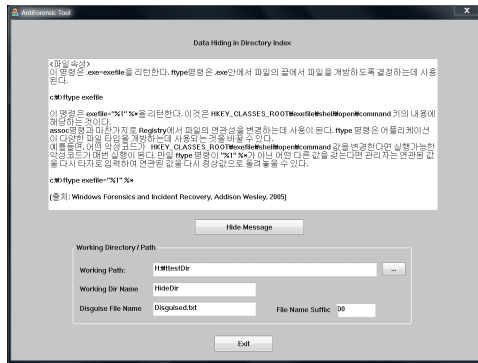 AntiForensic Tool
X
Data Hiding in Directory Index
<파일속성>
이 명령은 .exe=exefile을 리턴한다. ftype명령은 .exe안에서 파일의 끝에서 파일을 개방하도록 결정하는데 사용
된다.
c:₩>ftype exefile
이 명령은 exefile="%1" %*을 리턴한다. 이것은 HKEY_CLASSES_ROOT₩exefile₩shell₩open₩command 키의 내용에
해당하는 것이다.
assoc명령과 마찬가지로 Registry에서 파일의 연관성을 변경하는데 사용이 된다. ftype 명령은 어플리케이션
이 다양한 파일 타입을 개방하는데 사용되는 것을 바꿀 수 있다.
예를들면, 어떤 악성코드가 HKEY_CLASSES_ROOT₩exefile₩shell₩open₩command 값을 변경한다면 실행가능한
악성코드가 매번 실행이 된다. 만일 ftype 명령이 "%1" %*가 아닌 어떤 다른 값을 갖는다면 관리자는 연관된 값
을 다시 타자로 입력하여 연관된 값을 다시 정상값으로 돌려놓을 수 있다.
c:₩>ftype exefile="%1" %*
(출처: Windows Forensics and Incident Recovery, Addison Wesley, 2005)
Hide Message
Working Directory / Path
Working Path: H:₩ttestDir ...
Working Dir Name HideDir
Disguise File Name Disguised.txt File Name Suffix: 00
Exit